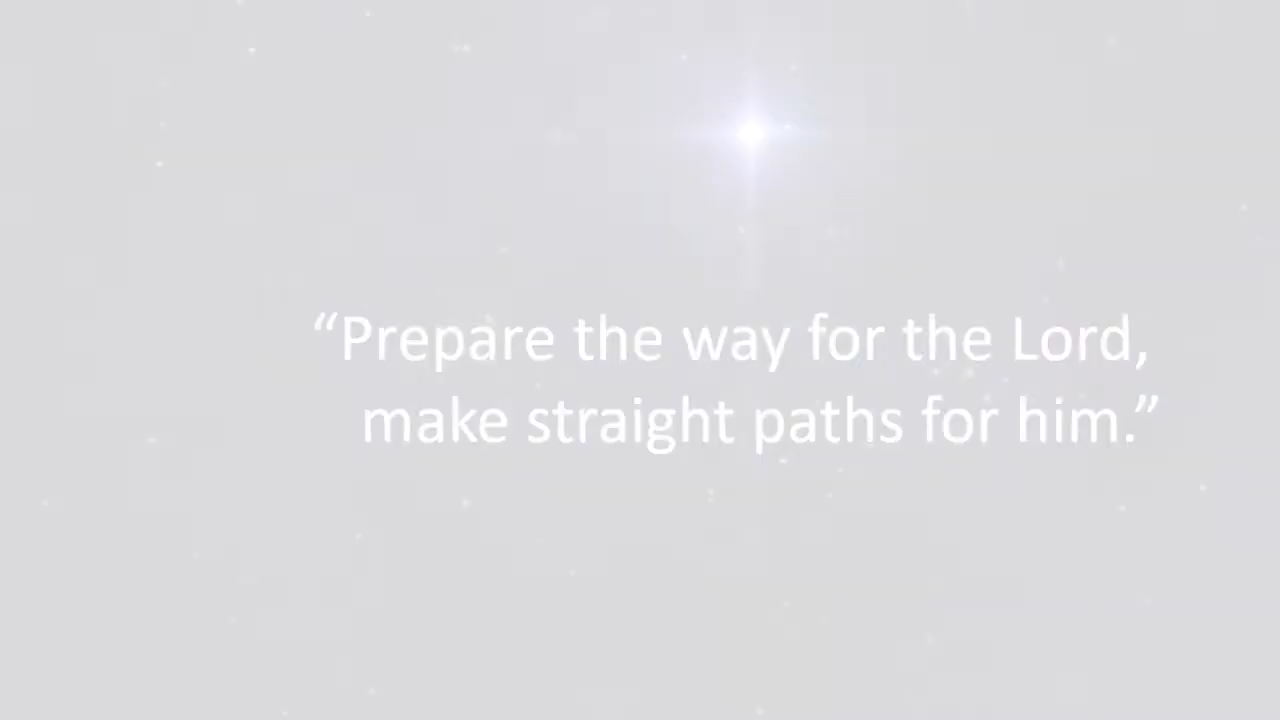 “Prepare the way for the Lord,
make straight paths for him.”